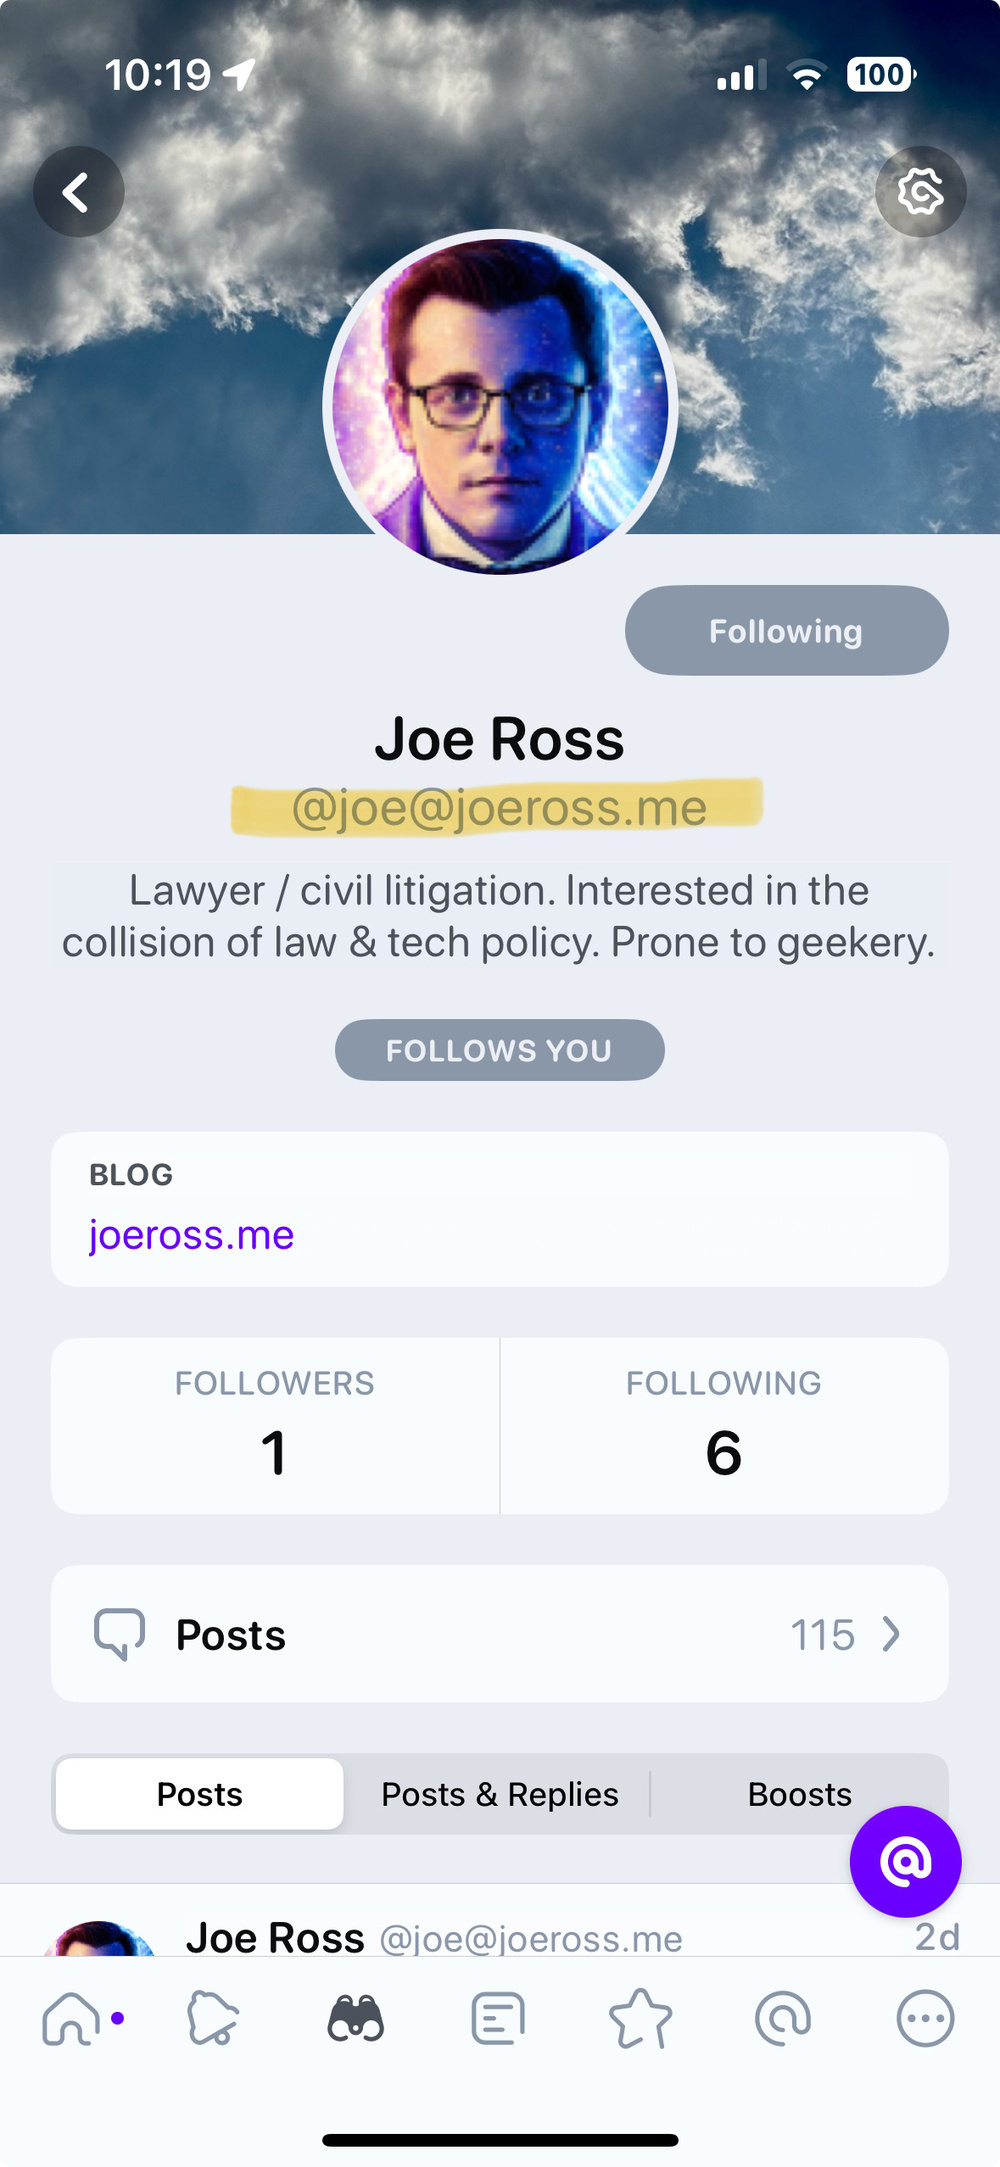 10:19
100
Following
Joe Ross
@joe@joeross.me
Lawyer / civil litigation. Interested in the
collision of law & tech policy. Prone to geekery.
FOLLOWS YOU
BLOG
joeross.me
FOLLOWERS FOLLOWING
1 6
Posts 115
Posts Posts & Replies Boosts
Joe Ross @joe@joeross.me 2d